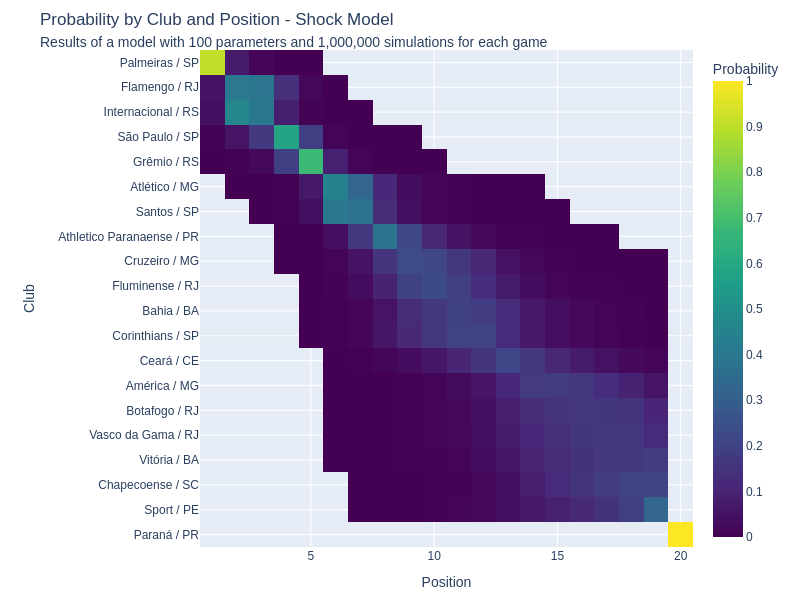 Probability by Club and Position - Shock Model
Results of a model with 100 parameters and 1,000,000 simulations for each game
Probability
Palmeiras / SP
Flamengo / RJ
Internacional / RS
São Paulo / SP
Grêmio / RS
Atlético / MG
Santos / SP
Athletico Paranaense / PR
Cruzeiro / MG
Fluminense / RJ
Bahia / BA
Corinthians / SP
Ceará / CE
América / MG
Botafogo / RJ
Vasco da Gama / RJ
Vitória / BA
Chapecoense / SC
Sport / PE
Paraná / PR
Club
5
10
15
20
Position
1
0.9
0.8
0.7
0.6
0.5
0.4
0.3
0.2
0.1
0